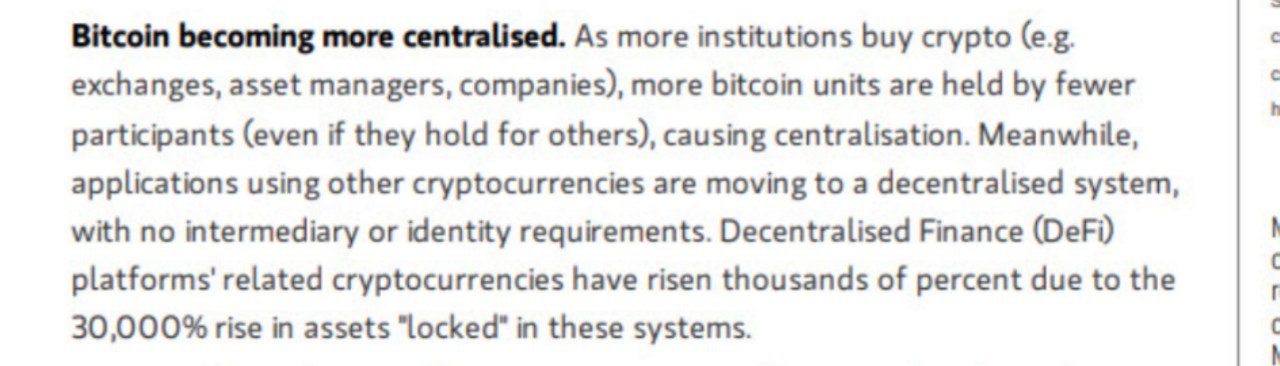 Bitcoin becoming more centralised. As more institutions buy crypto (e.g.
exchanges, asset managers, companies), more bitcoin units are held by fewer
participants (even if they hold for others), causing centralisation. Meanwhile,
applications using other cryptocurrencies are moving to a decentralised system,
with no intermediary or identity requirements. Decentralised Finance (DeFi)
platforms' related cryptocurrencies have risen thousands of percent due to the
30,000% rise in assets "locked" in these systems.